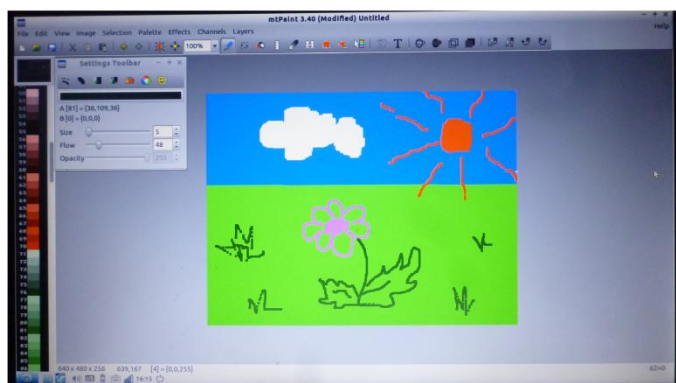 mtPaint 3.40 (Modified) Untitled
File Edit View Image Selection Palette Effects Channels Layers Help
100%
Settings Toolbar
A [81] = {36,109,36}
B [0] = {0,0,0}
Size 5
Flow 48
Opacity 255
640 x 480 x 256 639,167 [4] = {0,0,255}
16:15